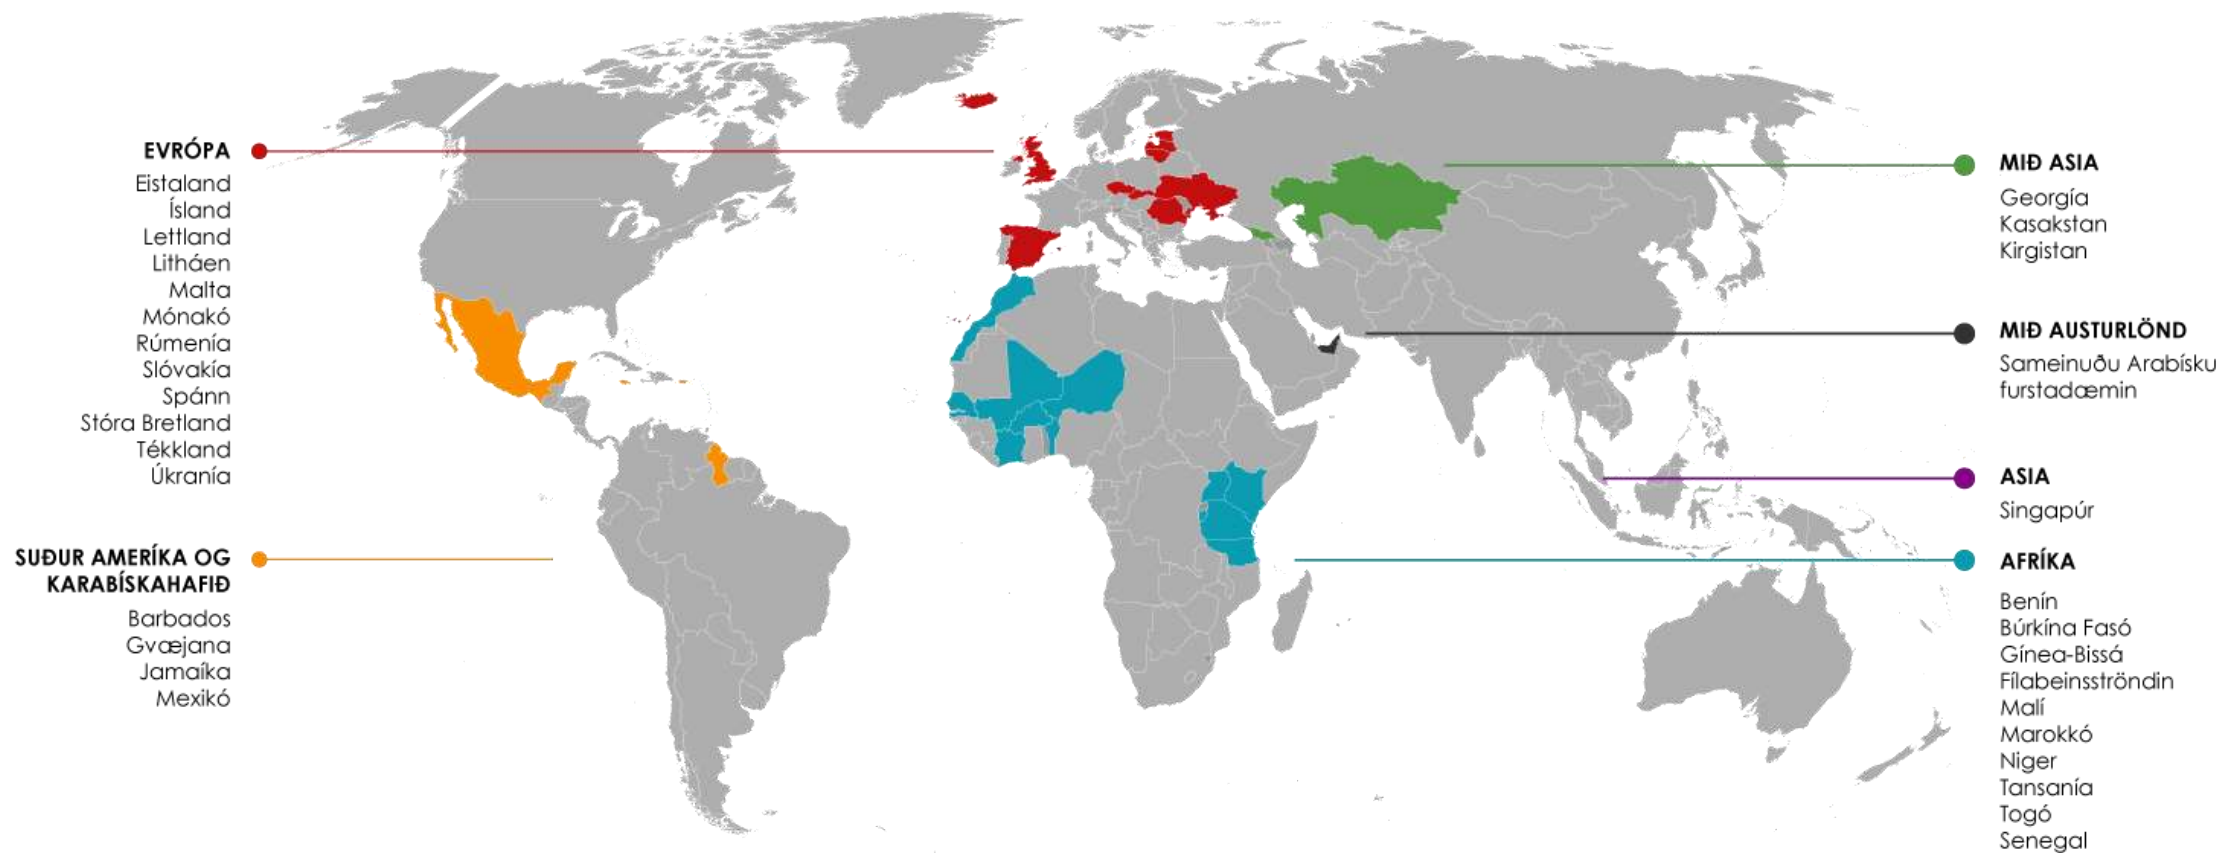 EVRÓPA
Eistaland
Ísland
Lettland
Litháen
Malta
Mónakó
Rúmenía
Slóvakía
Spánn
Stóra Bretland
Tékkland
Úkranía
SUÐUR AMERÍKA OG
KARABÍSKAHAFIÐ
Barbados
Gvæjana
Jamaíka
Mexikó
MIÐ ASIA
Georgía
Kasakstan
Kirgistan
MIÐ AUSTURLÖND
Sameinuðu Arabísku
furstadæmin
ASIA
Singapúr
AFRÍKA
Benín
Búrkína Fasó
Gínea-Bissá
Fílabeinsströndin
Malí
Marokkó
Niger
Tansanía
Togó
Senegal